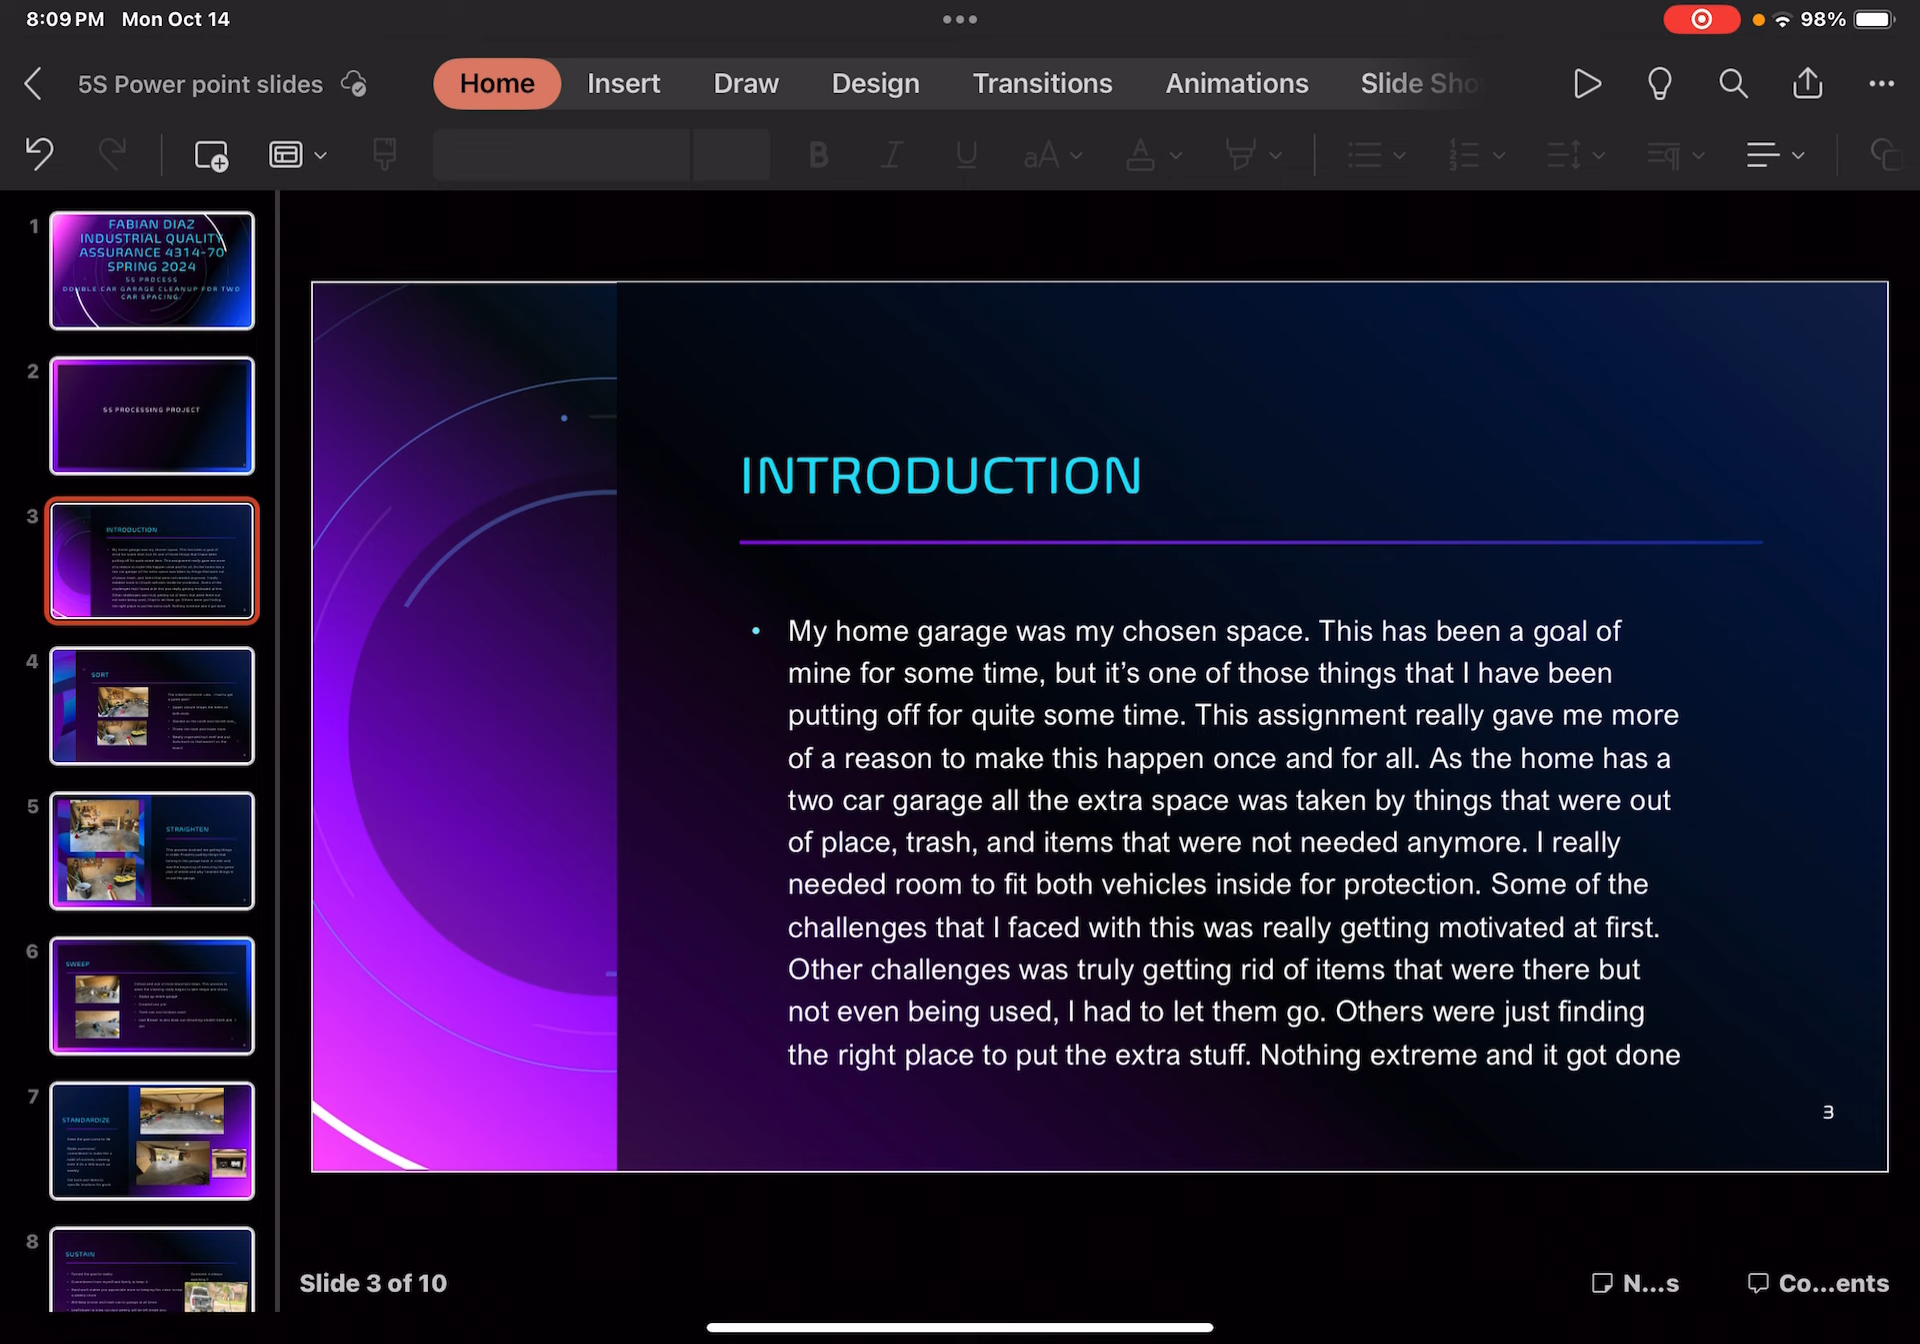 8:09 PM Mon Oct 14
98%
5S Power point slides
Home Insert Draw Design Transitions Animations Slide Sho
1
FABIAN DIAZ
INDUSTRIAL QUALITY
ASSURANCE 4314-70
SPRING 2024
5S PROCESS
DOUBLE CAR GARAGE CLEANUP FOR TWO
CAR SPACING.
2
5S PROCESSING PROJECT
3
INTRODUCTION
4
SORT
5
STRAIGHTEN
6
SWEEP
7
STANDARDIZE
8
SUSTAIN
INTRODUCTION
• My home garage was my chosen space. This has been a goal of
mine for some time, but it’s one of those things that I have been
putting off for quite some time. This assignment really gave me more
of a reason to make this happen once and for all. As the home has a
two car garage all the extra space was taken by things that were out
of place, trash, and items that were not needed anymore. I really
needed room to fit both vehicles inside for protection. Some of the
challenges that I faced with this was really getting motivated at first.
Other challenges was truly getting rid of items that were there but
not even being used, I had to let them go. Others were just finding
the right place to put the extra stuff. Nothing extreme and it got done
3
Slide 3 of 10
N...s
Co...ents